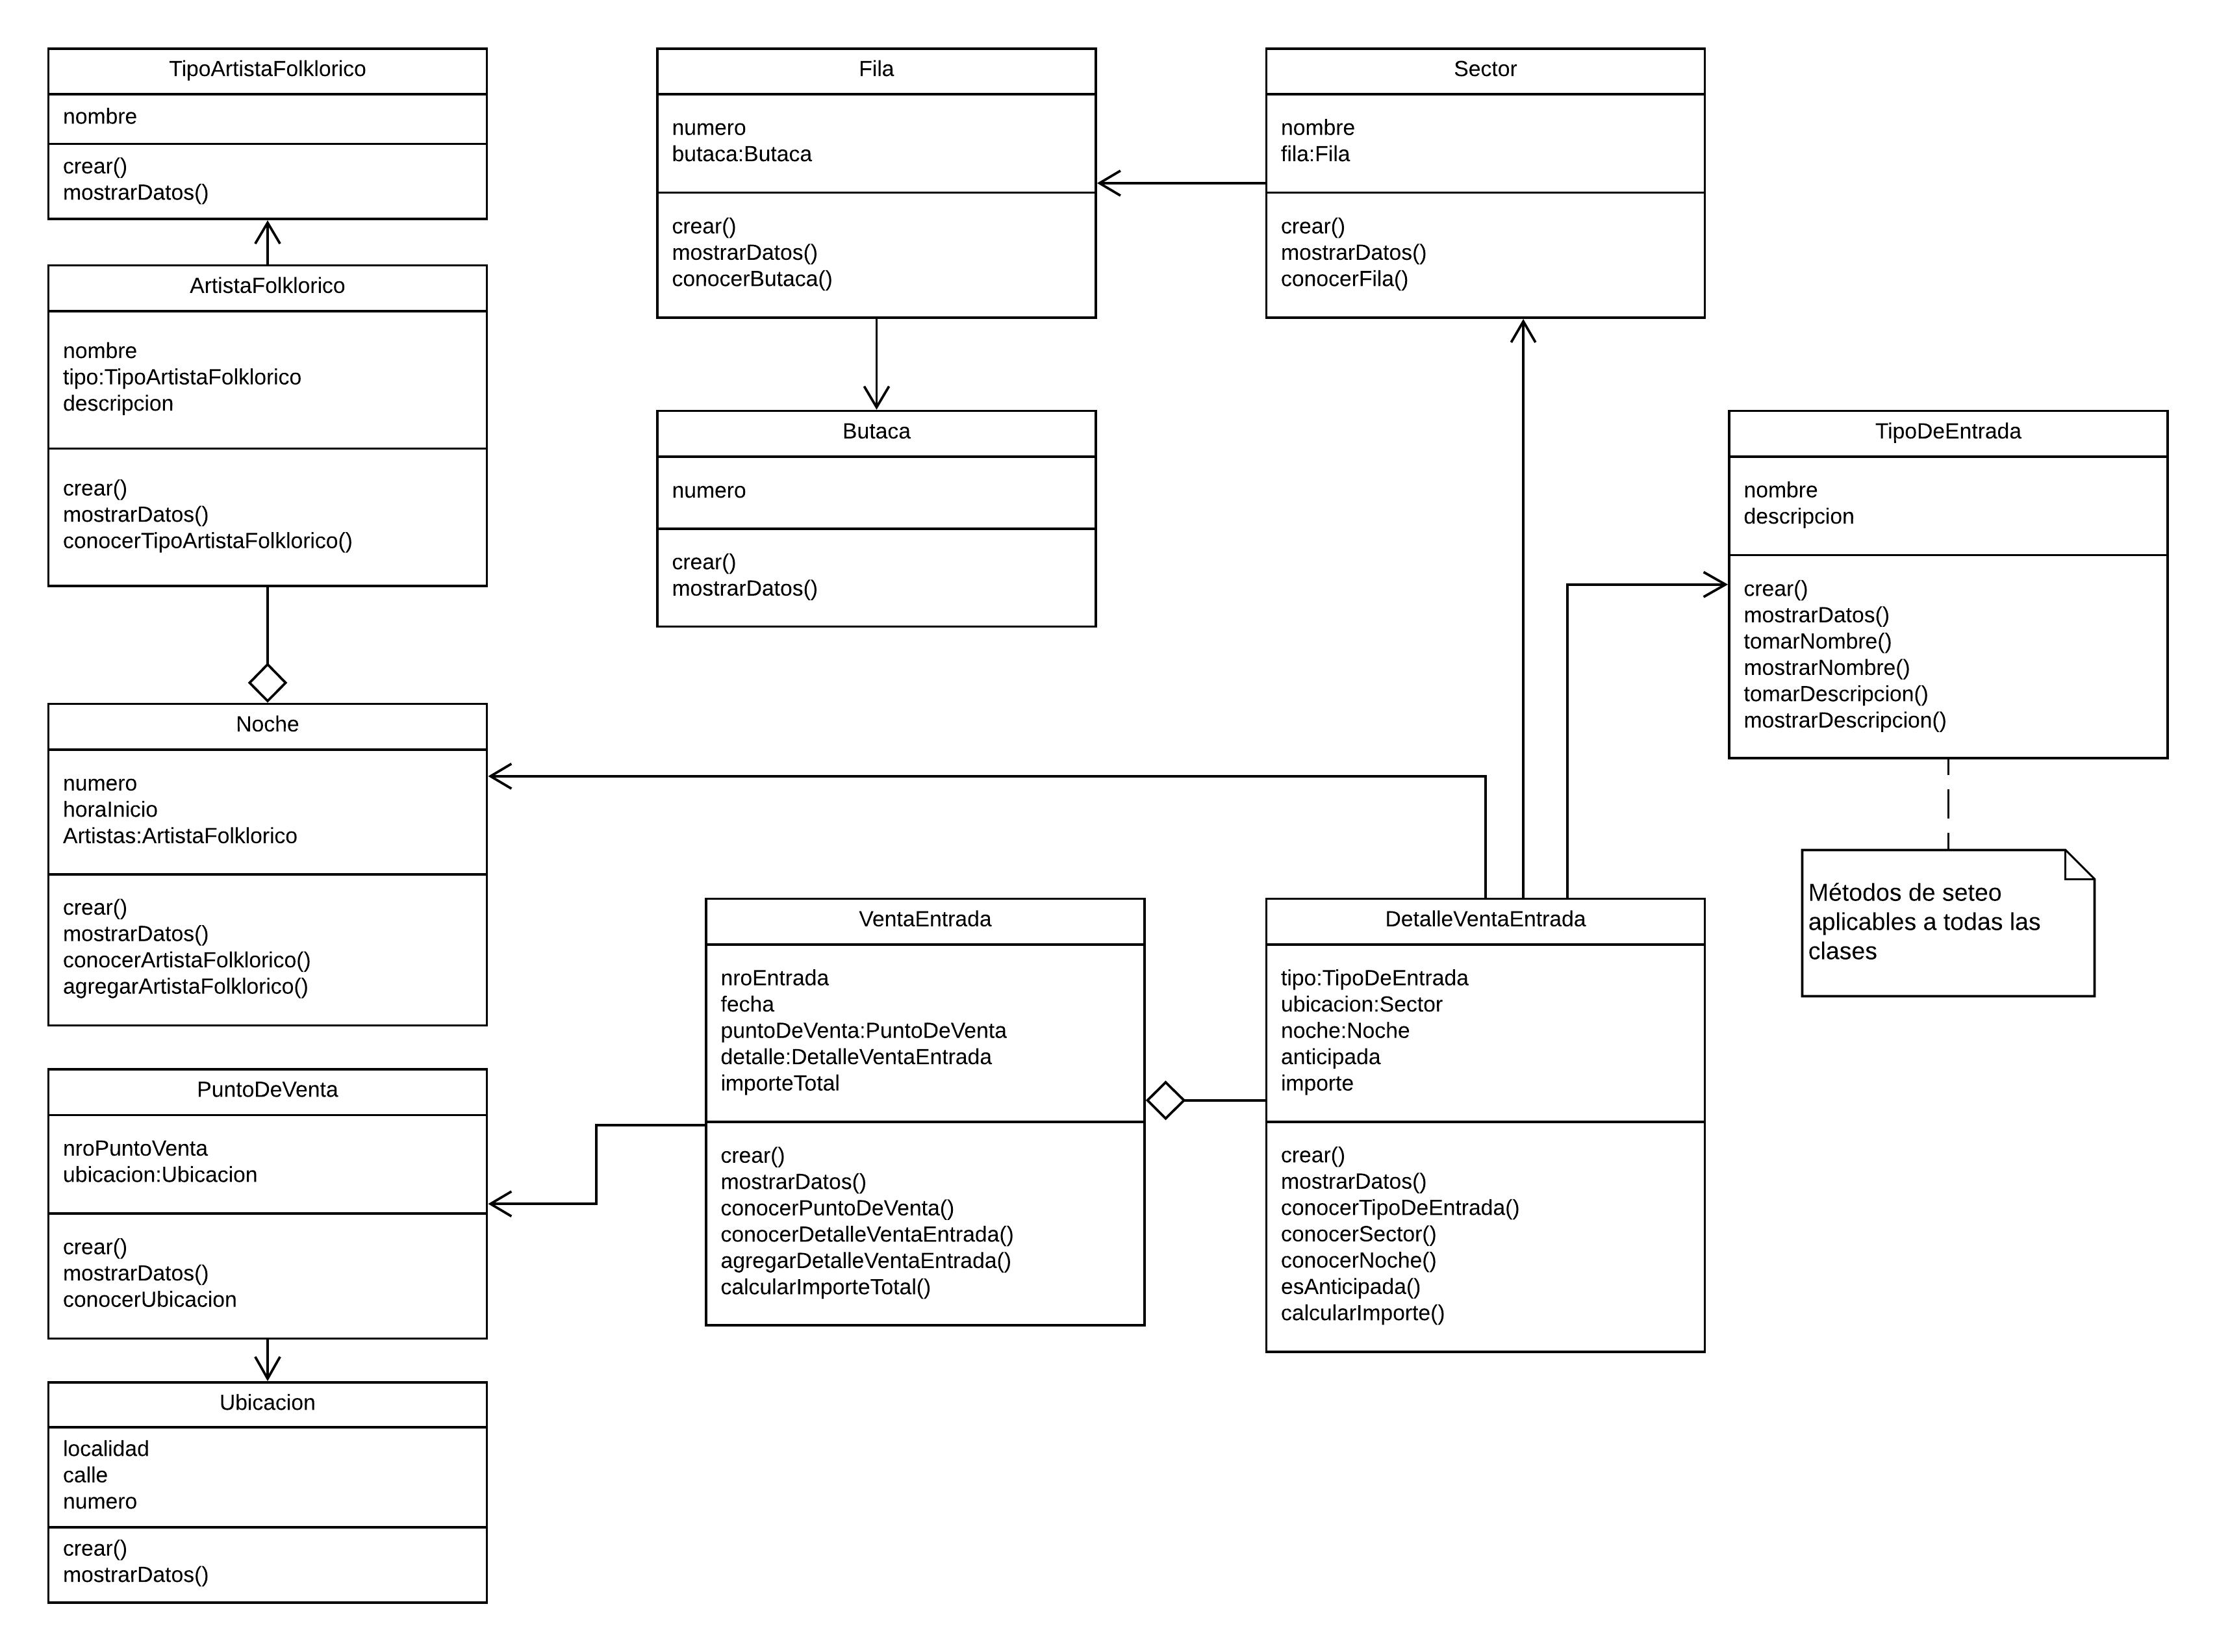 TipoArtistaFolklorico
nombre
crear()
mostrarDatos()
ArtistaFolklorico
nombre
tipo:TipoArtistaFolklorico
descripcion
crear()
mostrarDatos()
conocerTipoArtistaFolklorico()
Noche
numero
horaInicio
Artistas:ArtistaFolklorico
crear()
mostrarDatos()
conocerArtistaFolklorico()
agregarArtistaFolklorico()
PuntoDeVenta
nroPuntoVenta
ubicacion:Ubicacion
crear()
mostrarDatos()
conocerUbicacion
Ubicacion
localidad
calle
numero
crear()
mostrarDatos()
Fila
numero
butaca:Butaca
crear()
mostrarDatos()
conocerButaca()
Butaca
numero
crear()
mostrarDatos()
VentaEntrada
nroEntrada
fecha
puntoDeVenta:PuntoDeVenta
detalle:DetalleVentaEntrada
importeTotal
crear()
mostrarDatos()
conocerPuntoDeVenta()
conocerDetalleVentaEntrada()
agregarDetalleVentaEntrada()
calcularImporteTotal()
Sector
nombre
fila:Fila
crear()
mostrarDatos()
conocerFila()
DetalleVentaEntrada
tipo:TipoDeEntrada
ubicacion:Sector
noche:Noche
anticipada
importe
crear()
mostrarDatos()
conocerTipoDeEntrada()
conocerSector()
conocerNoche()
esAnticipada()
calcularImporte()
TipoDeEntrada
nombre
descripcion
crear()
mostrarDatos()
tomarNombre()
mostrarNombre()
tomarDescripcion()
mostrarDescripcion()
Métodos de seteo
aplicables a todas las
clases